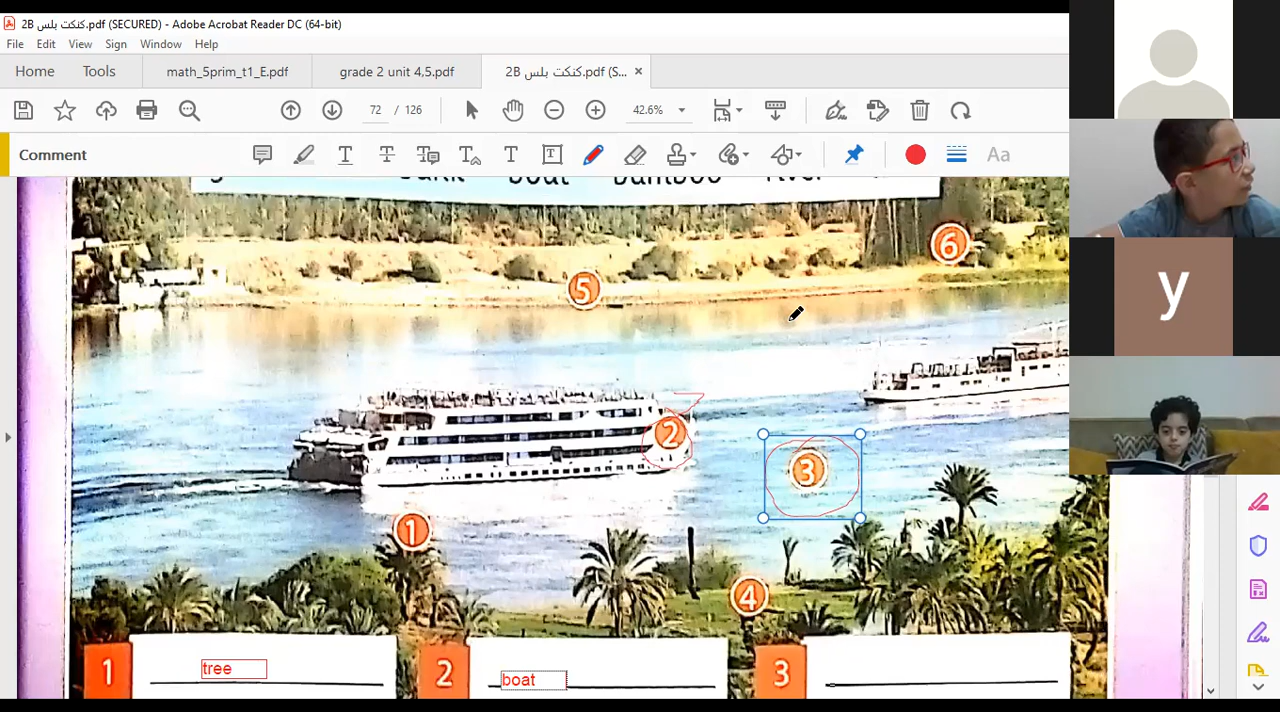 2B كنكت بلس.pdf (SECURED) - Adobe Acrobat Reader DC (64-bit)
File Edit View Sign Window Help
Home Tools math_5prim_t1_E.pdf grade 2 unit 4,5.pdf 2B كنكت بلس.pdf (S... ×
72 / 126 42.6%
Comment
Aa
boat bamboo
y
6
5
2
3
1
4
1 tree 2 boat 3